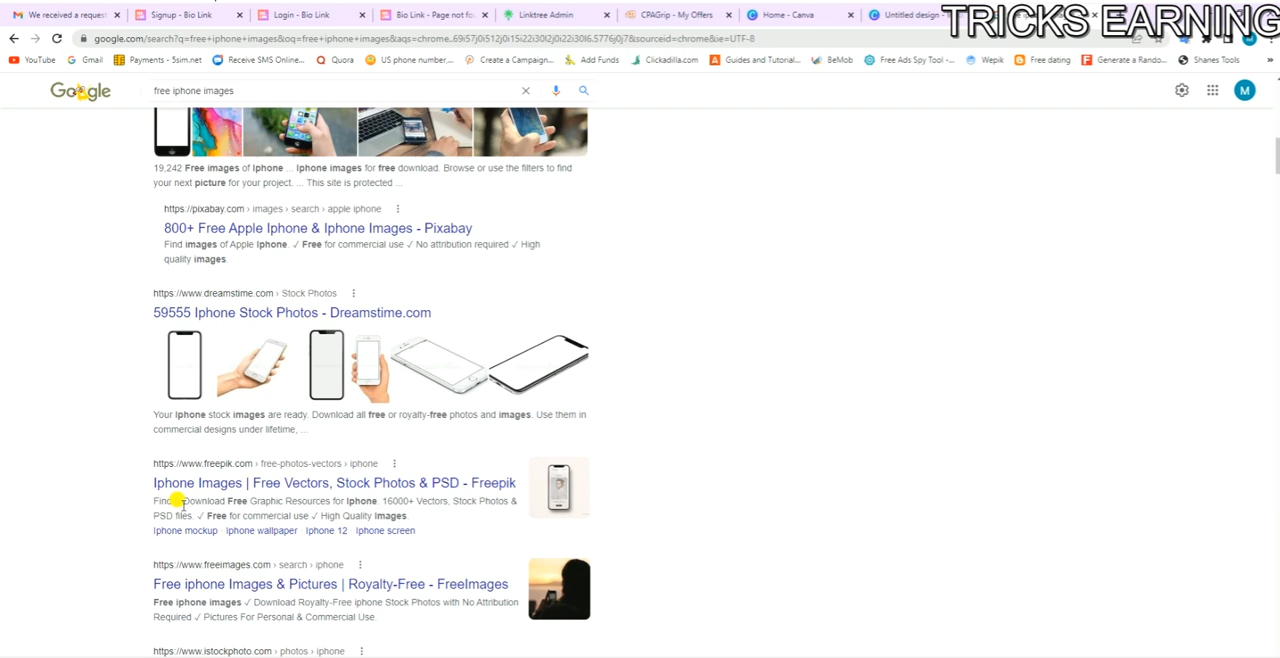 We received a reques
Signup - Bio Link
Login - Bio Link
Bio Link - Page not fo
Linktree Admin
CPAGrip - My Offers
Home - Canva
Untitled design -
TRICKS EARNING
google.com/search?q=free+iphone+images&oq=free+iphone+images&aqs=chrome..69i57j0i512j0i15i22i30l2j0i22i30l6.5776j0j7&sourceid=chrome&ie=UTF-8
YouTube
Gmail
Payments - 5sim.net
Receive SMS Online...
Quora
US phone number,...
Create a Campaign...
Add Funds
Clickadilla.com
Guides and Tutorial...
BeMob
Free Ads Spy Tool -...
Wepik
Free dating
Generate a Rando...
Shanes Tools
»
Google
free iphone images
M
19,242 Free images of Iphone ... Iphone images for free download. Browse or use the filters to find
your next picture for your project. ... This site is protected ...
https://pixabay.com › images › search › apple iphone
800+ Free Apple Iphone & Iphone Images - Pixabay
Find images of Apple Iphone. ✓ Free for commercial use ✓ No attribution required ✓ High
quality images.
https://www.dreamstime.com › Stock Photos
59555 Iphone Stock Photos - Dreamstime.com
Your Iphone stock images are ready. Download all free or royalty-free photos and images. Use them in
commercial designs under lifetime, ...
https://www.freepik.com › free-photos-vectors › iphone
Iphone Images | Free Vectors, Stock Photos & PSD - Freepik
Find Download Free Graphic Resources for Iphone. 16000+ Vectors, Stock Photos &
PSD files. ✓ Free for commercial use ✓ High Quality Images.
Iphone mockup Iphone wallpaper Iphone 12 Iphone screen
https://www.freeimages.com › search › iphone
Free iphone Images & Pictures | Royalty-Free - FreeImages
Free iphone images ✓ Download Royalty-Free iphone Stock Photos with No Attribution
Required ✓ Pictures For Personal & Commercial Use.
https://www.istockphoto.com › photos › iphone